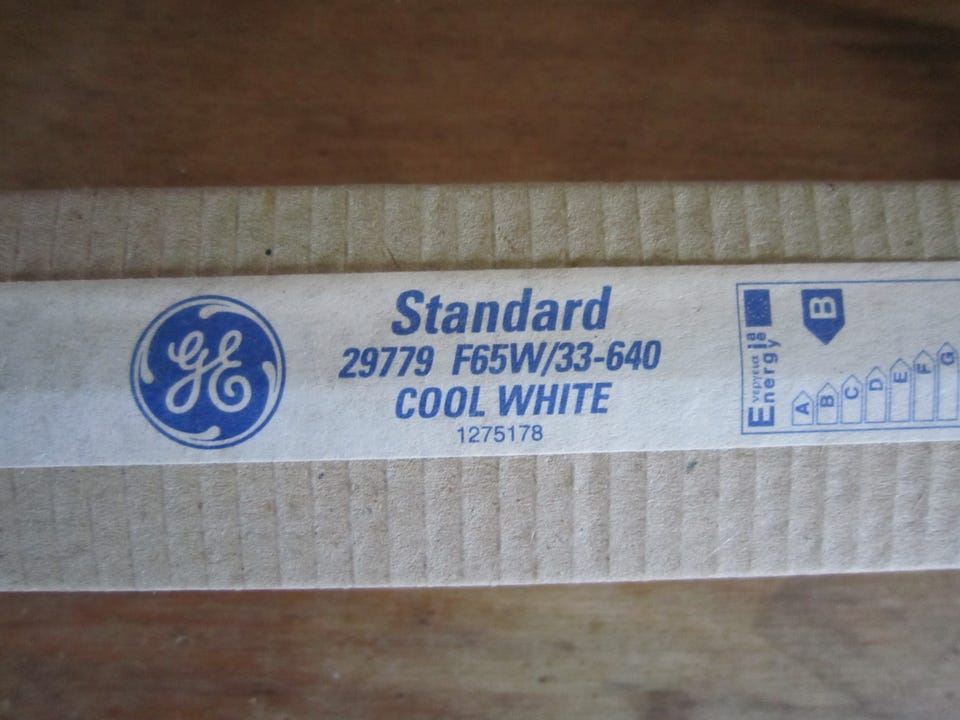 GE
Standard
29779 F65W/33-640
COOL WHITE
1275178
Energy
B
A
B
C
D
E
F
G